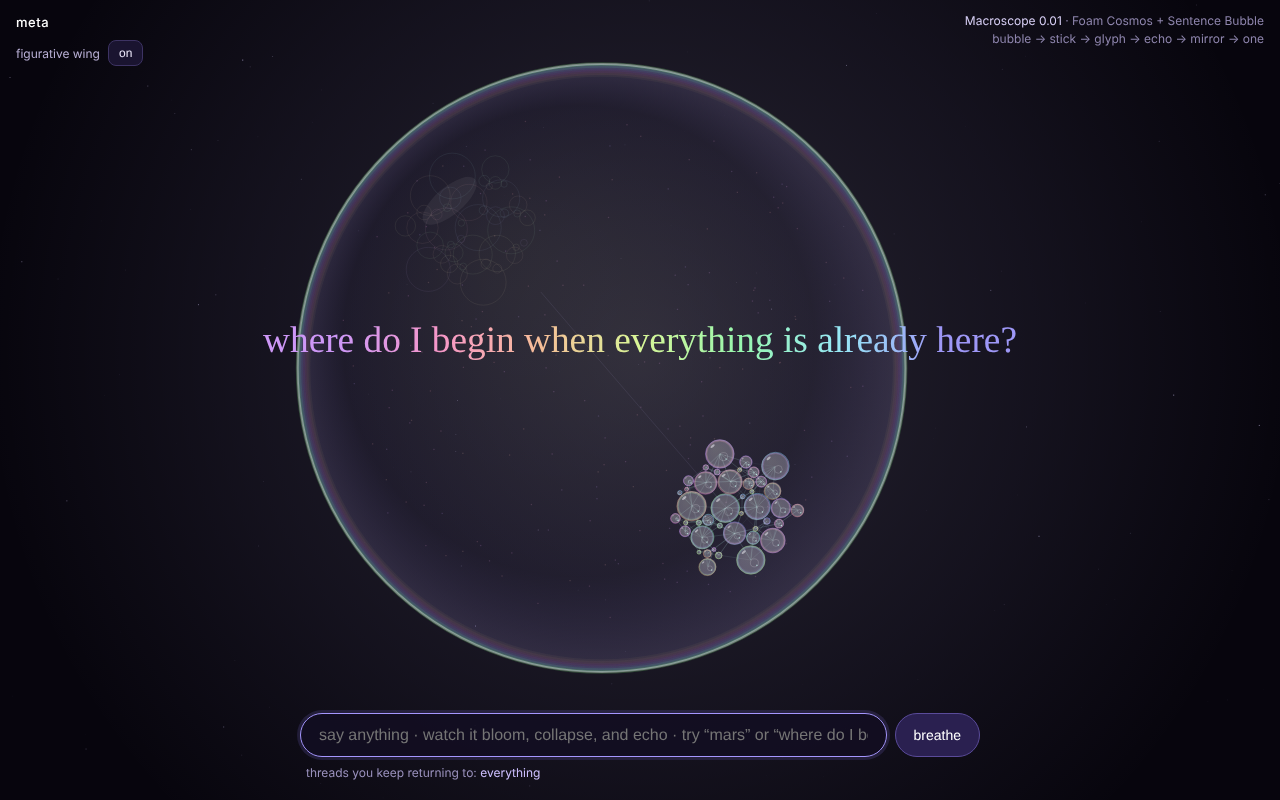 meta
figurative wing on
Macroscope 0.01 · Foam Cosmos + Sentence Bubble
bubble → stick → glyph → echo → mirror → one
where do I begin when everything is already here?
say anything · watch it bloom, collapse, and echo · try “mars” or “where do I b
breathe
threads you keep returning to: everything